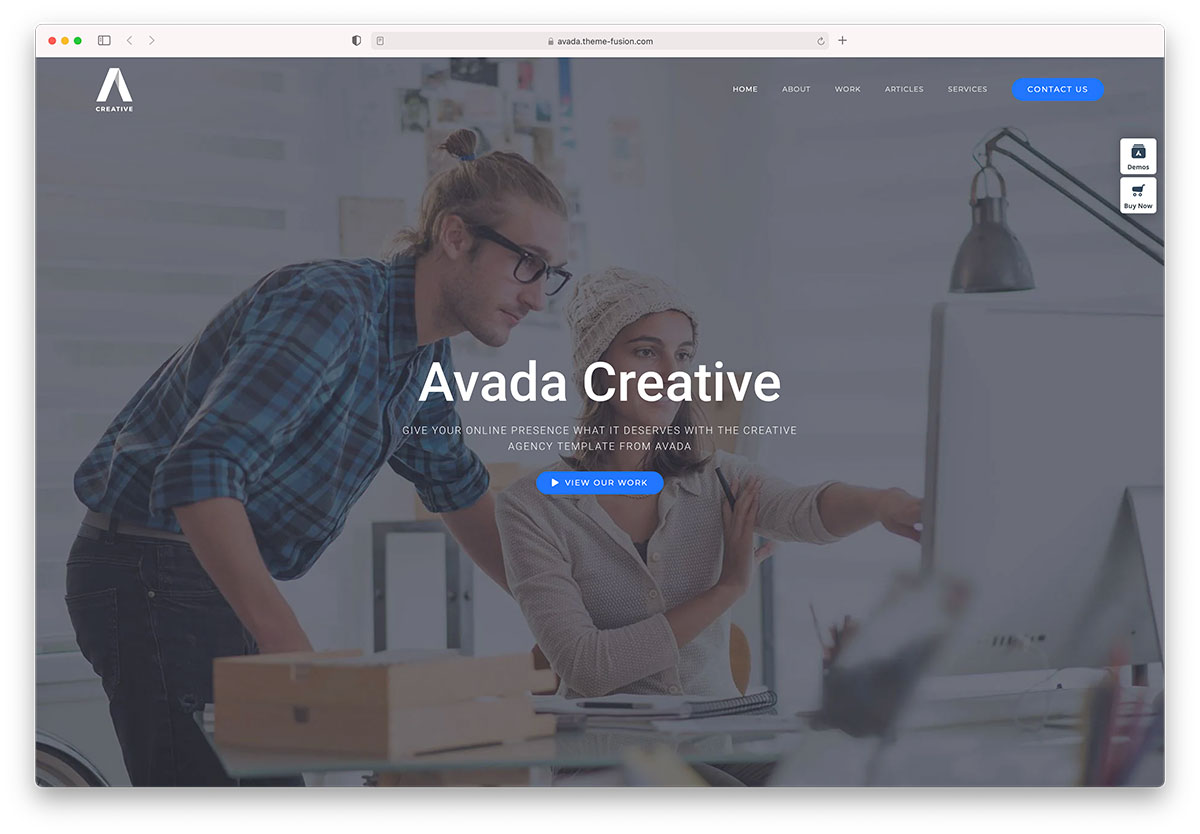 avada.theme-fusion.com
CREATIVE
HOME ABOUT WORK ARTICLES SERVICES CONTACT US
Demos
Buy Now
Avada Creative
GIVE YOUR ONLINE PRESENCE WHAT IT DESERVES WITH THE CREATIVE
AGENCY TEMPLATE FROM AVADA
VIEW OUR WORK